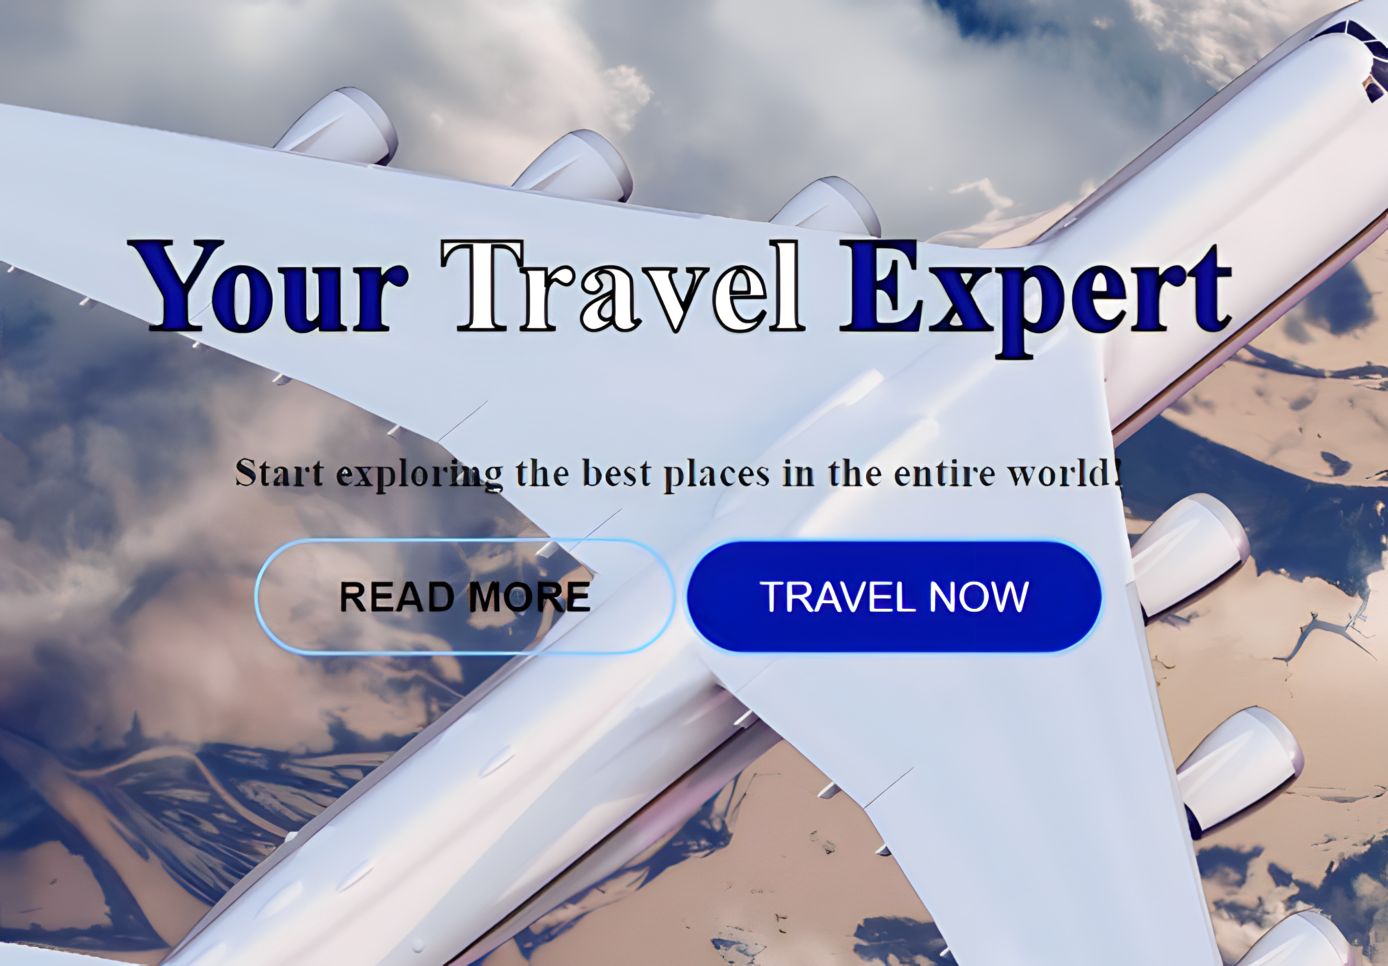 Your Travel Expert
Start exploring the best places in the entire world!
READ MORE
TRAVEL NOW